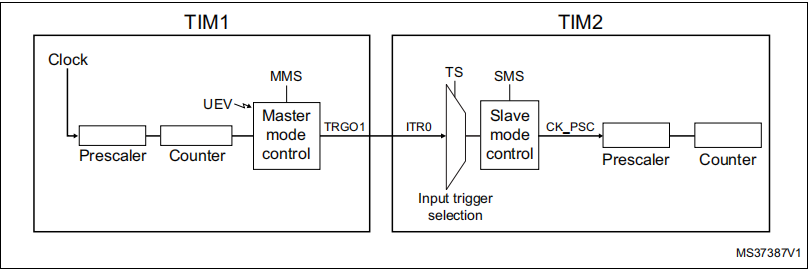 TIM1
TIM2
Clock
MMS
UEV
Master
mode
control
TRGO1
Prescaler
Counter
ITR0
TS
SMS
Slave
mode
control
CK_PSC
Prescaler
Counter
Input trigger
selection
MS37387V1